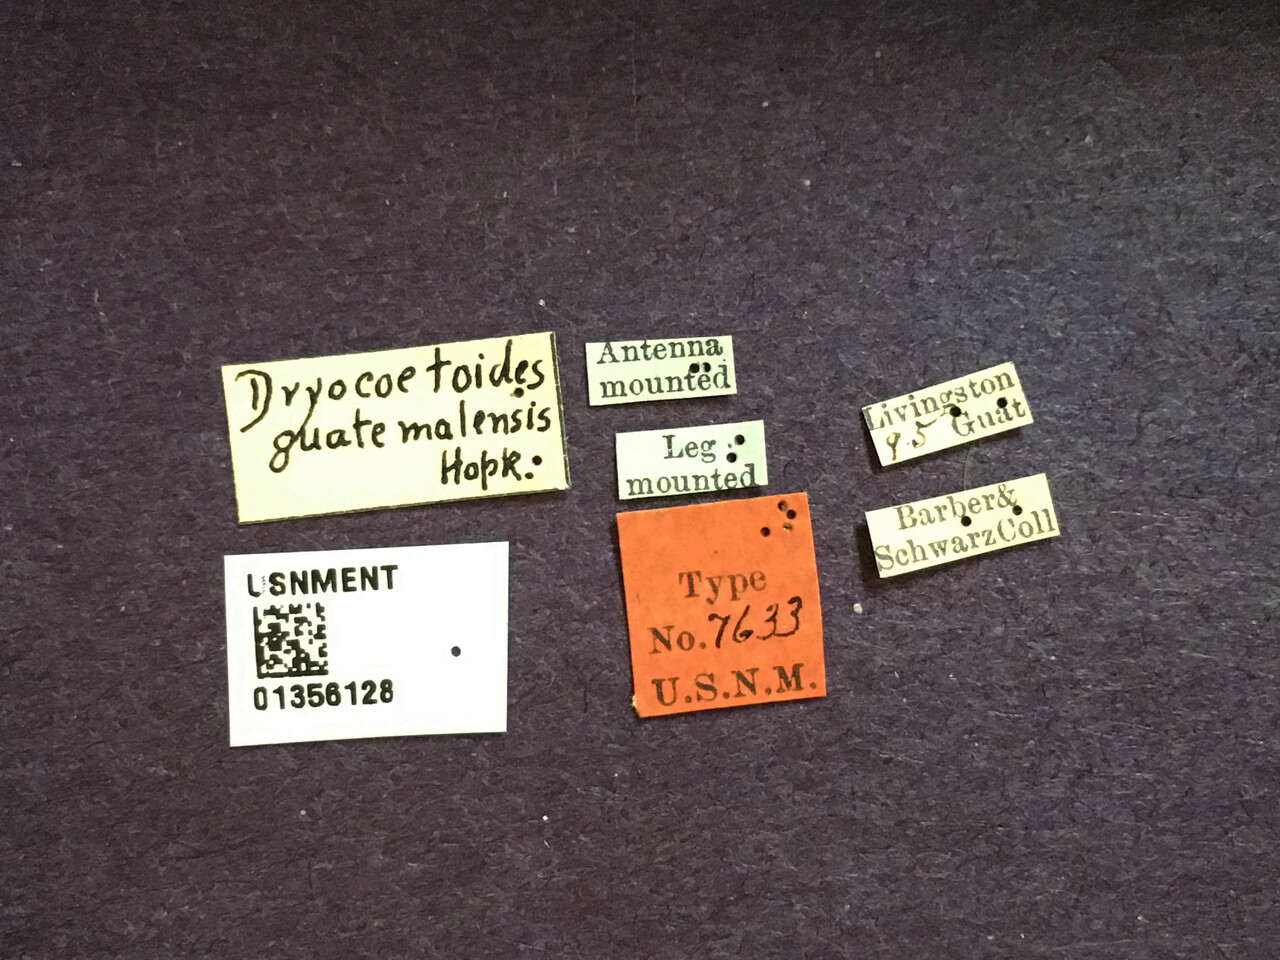 Dryocoetoides
guatemalensis
Hopk.
USNMENT
01356128
Antenna
mounted
Leg
mounted
Type
No. 7633
U.S.N.M.
Livingston
9.5 Guat
Barber&
SchwarzColl